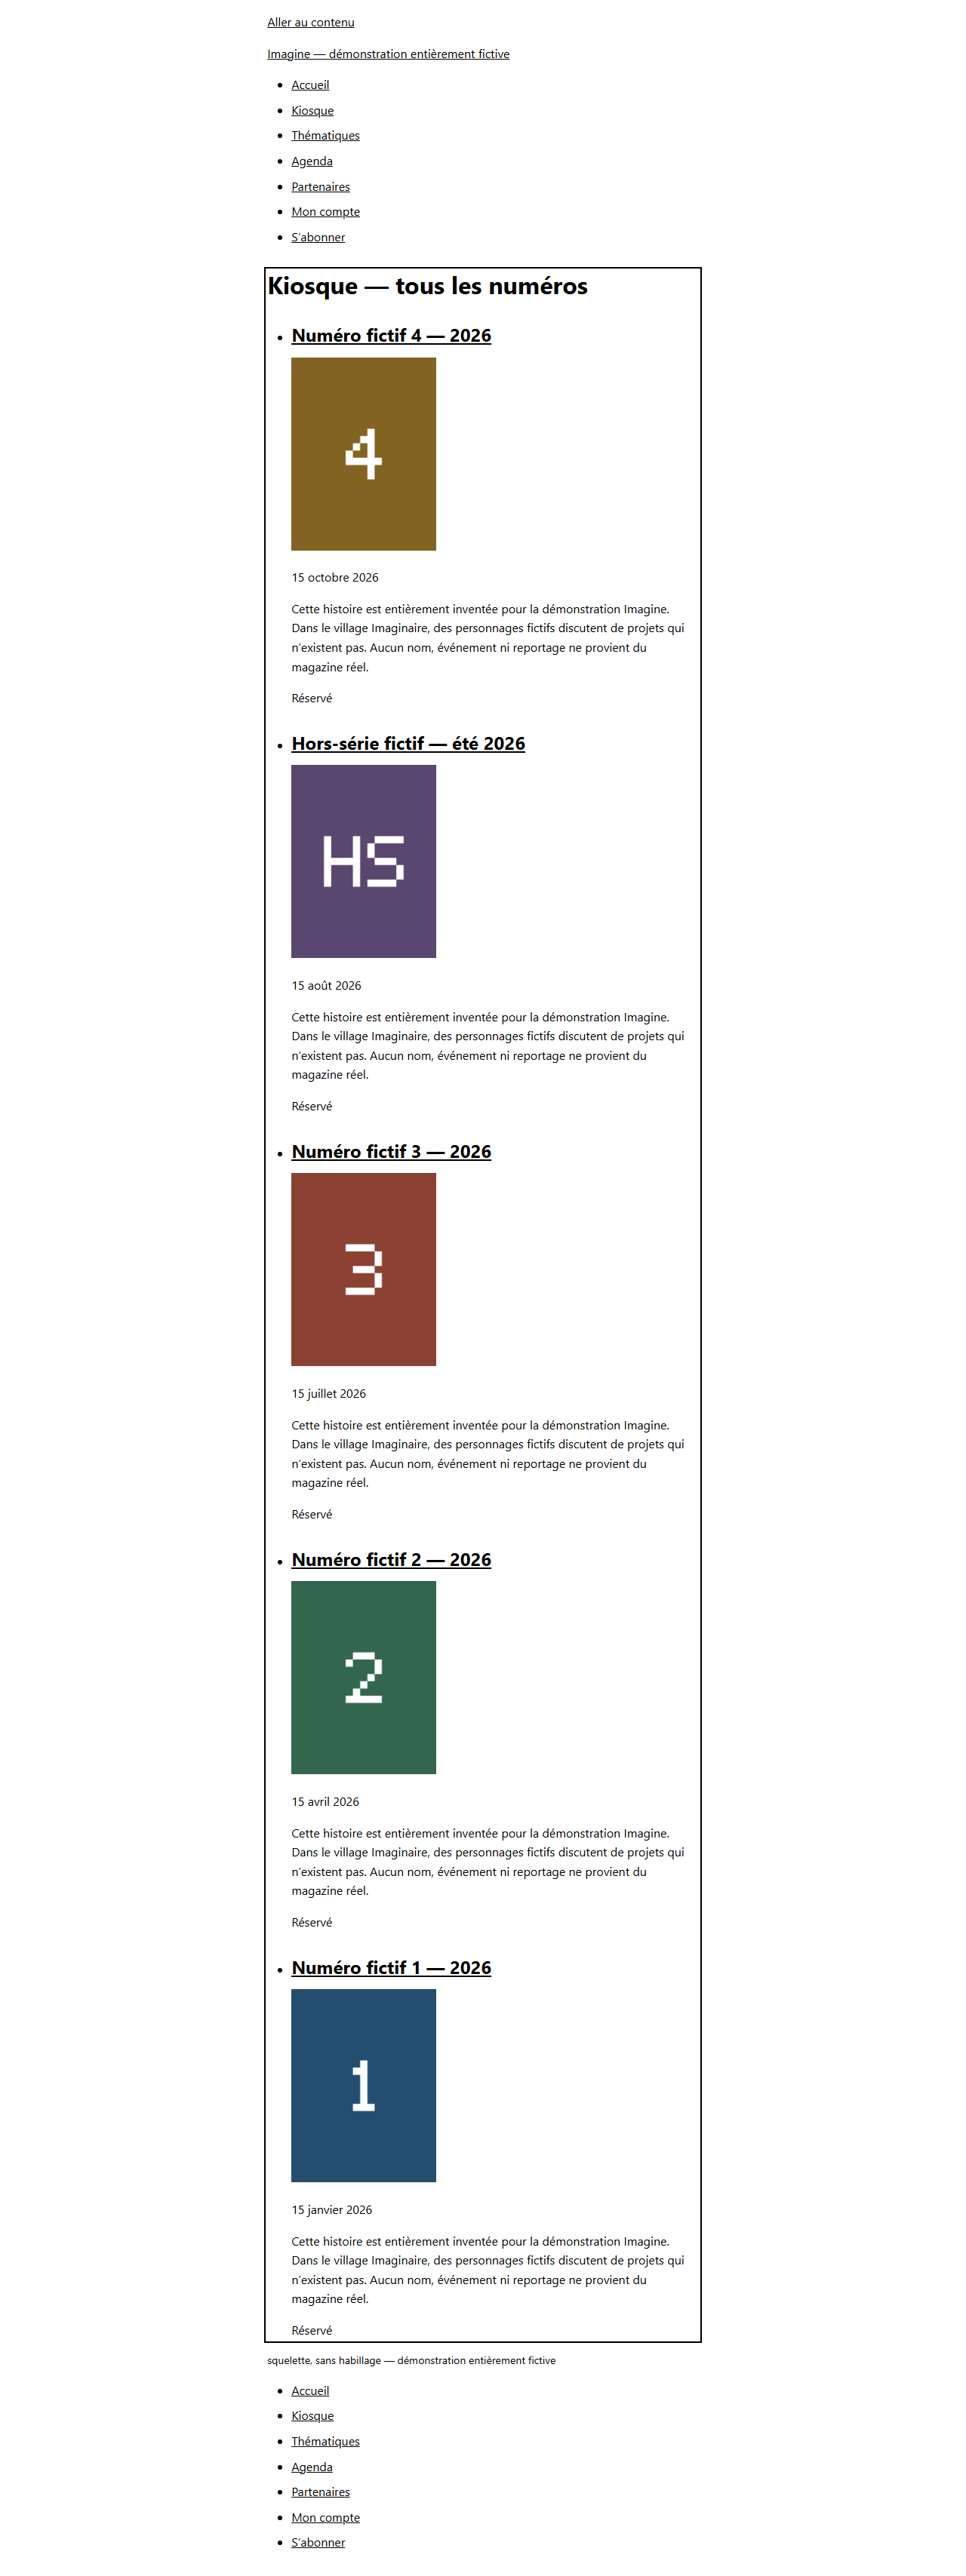 Aller au contenu
Imagine — démonstration entièrement fictive
Accueil
Kiosque
Thématiques
Agenda
Partenaires
Mon compte
S'abonner
Kiosque — tous les numéros
Numéro fictif 4 — 2026
4
15 octobre 2026
Cette histoire est entièrement inventée pour la démonstration Imagine.
Dans le village Imaginaire, des personnages fictifs discutent de projets qui
n'existent pas. Aucun nom, événement ni reportage ne provient du
magazine réel.
Réservé
Hors-série fictif — été 2026
HS
15 août 2026
Cette histoire est entièrement inventée pour la démonstration Imagine.
Dans le village Imaginaire, des personnages fictifs discutent de projets qui
n'existent pas. Aucun nom, événement ni reportage ne provient du
magazine réel.
Réservé
Numéro fictif 3 — 2026
3
15 juillet 2026
Cette histoire est entièrement inventée pour la démonstration Imagine.
Dans le village Imaginaire, des personnages fictifs discutent de projets qui
n'existent pas. Aucun nom, événement ni reportage ne provient du
magazine réel.
Réservé
Numéro fictif 2 — 2026
2
15 avril 2026
Cette histoire est entièrement inventée pour la démonstration Imagine.
Dans le village Imaginaire, des personnages fictifs discutent de projets qui
n'existent pas. Aucun nom, événement ni reportage ne provient du
magazine réel.
Réservé
Numéro fictif 1 — 2026
1
15 janvier 2026
Cette histoire est entièrement inventée pour la démonstration Imagine.
Dans le village Imaginaire, des personnages fictifs discutent de projets qui
n'existent pas. Aucun nom, événement ni reportage ne provient du
magazine réel.
Réservé
squelette, sans habillage — démonstration entièrement fictive
Accueil
Kiosque
Thématiques
Agenda
Partenaires
Mon compte
S'abonner